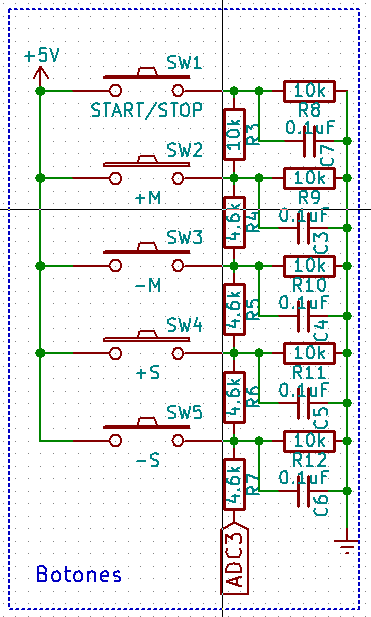 +5V
SW1
START/STOP
10k
R8
0.1uF
C7
10k
R3
SW2
+M
10k
R9
0.1uF
C3
4.6k
R4
SW3
-M
10k
R10
0.1uF
C4
4.6k
R5
SW4
+S
10k
R11
0.1uF
C5
4.6k
R6
SW5
-S
10k
R12
0.1uF
C6
4.6k
R7
ADC3
Botones